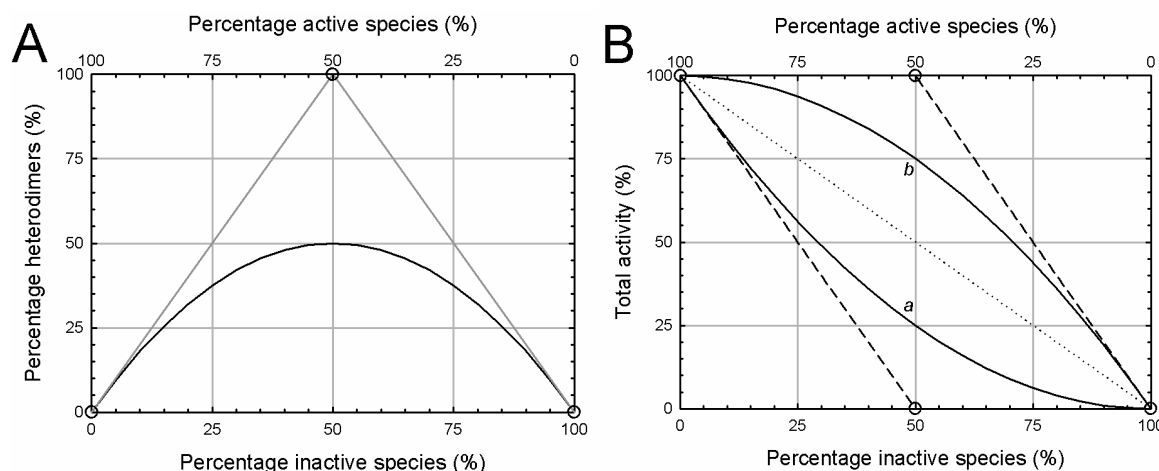 A
Percentage active species (%)
100 75 50 25 0
Percentage heterodimers (%)
100
75
50
25
0
0 25 50 75 100
Percentage inactive species (%)
B
Percentage active species (%)
100 75 50 25 0
Total activity (%)
100
75
50
25
0
b
a
0 25 50 75 100
Percentage inactive species (%)